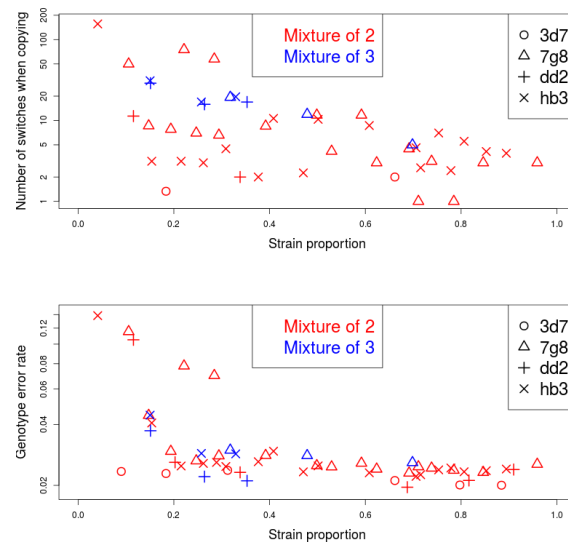 Number of switches when copying
200
100
50
20
10
5
2
1
Mixture of 2
Mixture of 3
3d7
7g8
dd2
hb3
0.0 0.2 0.4 0.6 0.8 1.0
Strain proportion
Genotype error rate
0.12
0.08
0.04
0.02
Mixture of 2
Mixture of 3
3d7
7g8
dd2
hb3
0.0 0.2 0.4 0.6 0.8 1.0
Strain proportion